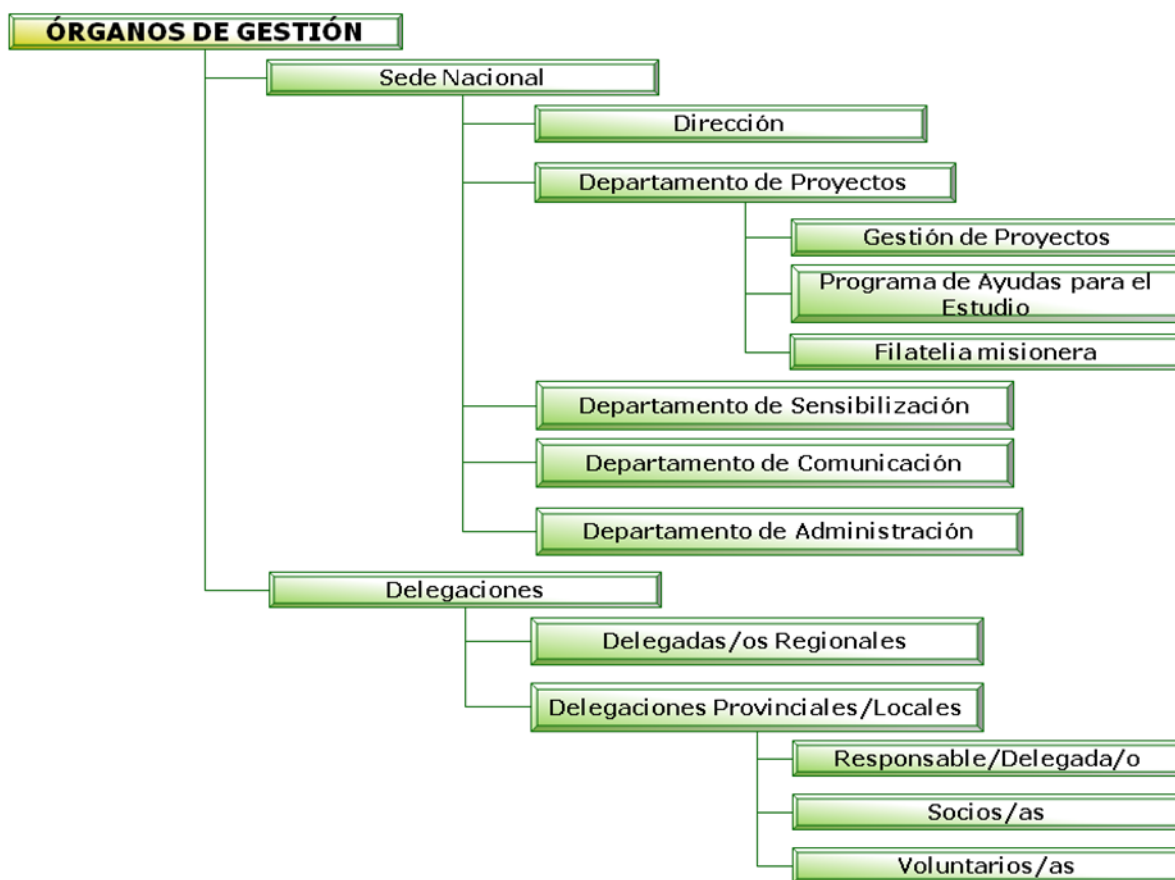 ÓRGANOS DE GESTIÓN
Sede Nacional
Dirección
Departamento de Proyectos
Gestión de Proyectos
Programa de Ayudas para el
Estudio
Filatelia misionera
Departamento de Sensibilización
Departamento de Comunicación
Departamento de Administración
Delegaciones
Delegadas/os Regionales
Delegaciones Provinciales/Locales
Responsable/Delegada/o
Socios/as
Voluntarios/as